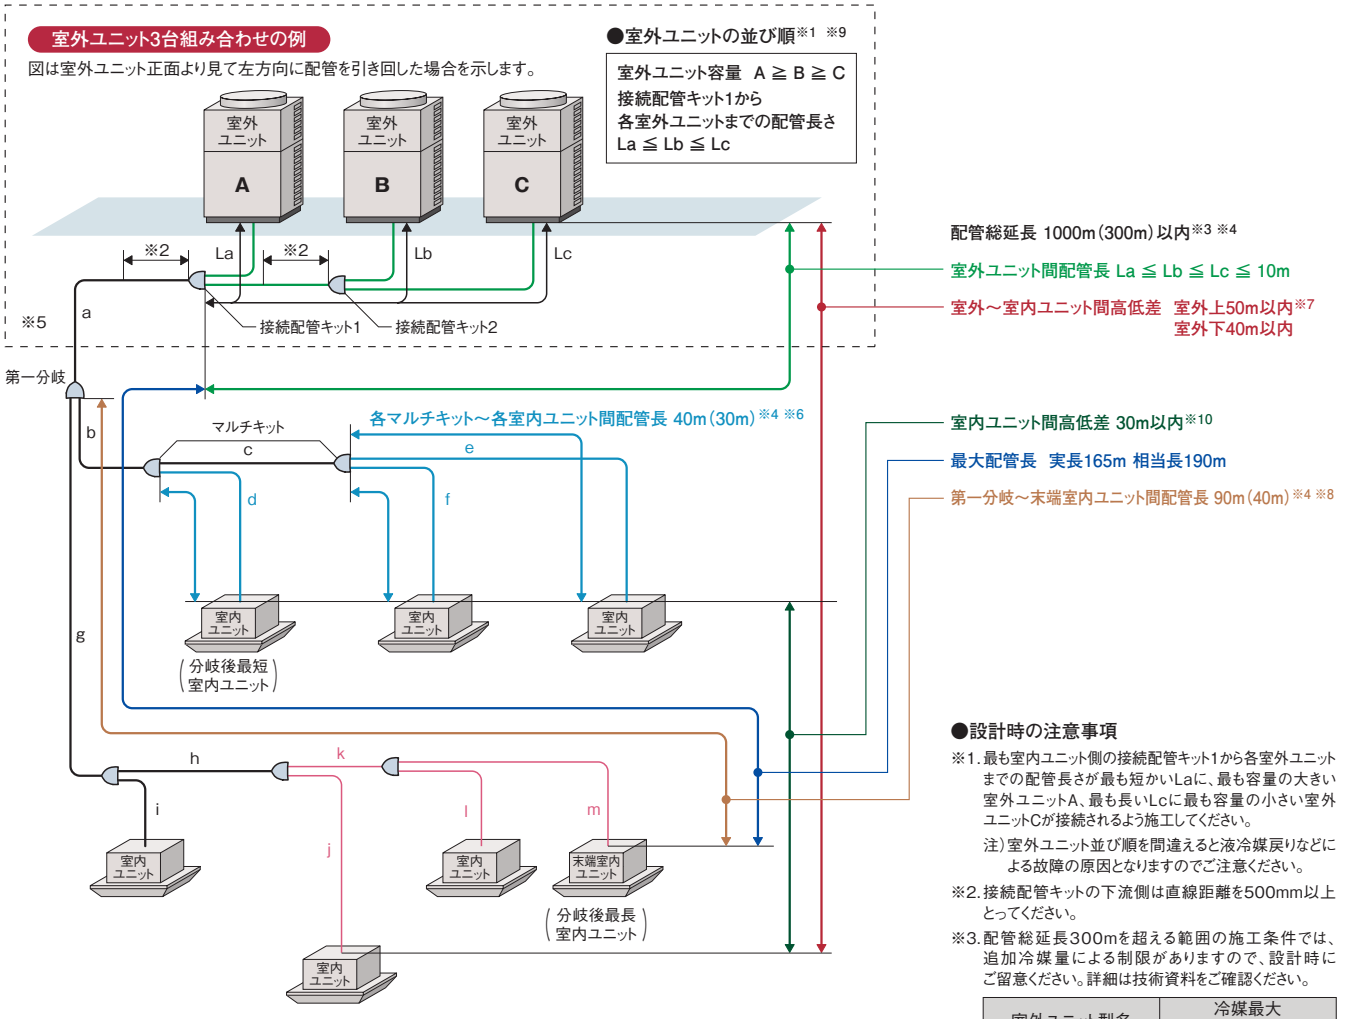 室外ユニット3台組み合わせの例
図は室外ユニット正面より見て左方向に配管を引き回した場合を示します。
●室外ユニットの並び順※1 ※9
室外ユニット容量 A ≧ B ≧ C
接続配管キット1から
各室外ユニットまでの配管長さ
La ≦ Lb ≦ Lc
室外
ユニット
A
室外
ユニット
B
室外
ユニット
C
※2
La
※2
Lb
Lc
a
※5
接続配管キット1
接続配管キット2
配管総延長 1000m(300m)以内※3 ※4
室外ユニット間配管長 La ≦ Lb ≦ Lc ≦ 10m
室外～室内ユニット間高低差 室外上50m以内※7
室外下40m以内
第一分岐
b
マルチキット
c
各マルチキット～各室内ユニット間配管長 40m(30m)※4 ※6
e
d
f
室内ユニット間高低差 30m以内※10
最大配管長 実長165m 相当長190m
第一分岐～末端室内ユニット間配管長 90m(40m)※4 ※8
室内
ユニット
室内
ユニット
室内
ユニット
(分岐後最短
室内ユニット)
g
h
k
i
j
l
m
室内
ユニット
室内
ユニット
末端室内
ユニット
(分岐後最長
室内ユニット)
室内
ユニット
●設計時の注意事項
※1.最も室内ユニット側の接続配管キット1から各室外ユニット
までの配管長さが最も短かいLaに、最も容量の大きい
室外ユニットA、最も長いLcに最も容量の小さい室外
ユニットCが接続されるよう施工してください。
注)室外ユニット並び順を間違えると液冷媒戻りなどに
よる故障の原因となりますのでご注意ください。
※2.接続配管キットの下流側は直線距離を500mm以上
とってください。
※3.配管総延長300mを超える範囲の施工条件では、
追加冷媒量による制限がありますので、設計時に
ご留意ください。詳細は技術資料をご確認ください。
室外ユニット型名
冷媒最大